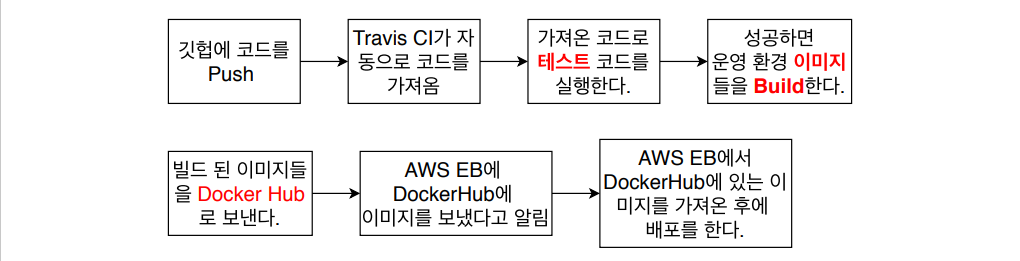 깃헙에 코드를
Push
Travis CI가 자
동으로 코드를
가져옴
가져온 코드로
테스트 코드를
실행한다.
성공하면
운영 환경 이미지
들을 Build한다.
빌드 된 이미지들
을 Docker Hub
로 보낸다.
AWS EB에
DockerHub에
이미지를 보냈다고 알림
AWS EB에서
DockerHub에 있는 이
미지를 가져온 후에
배포를 한다.